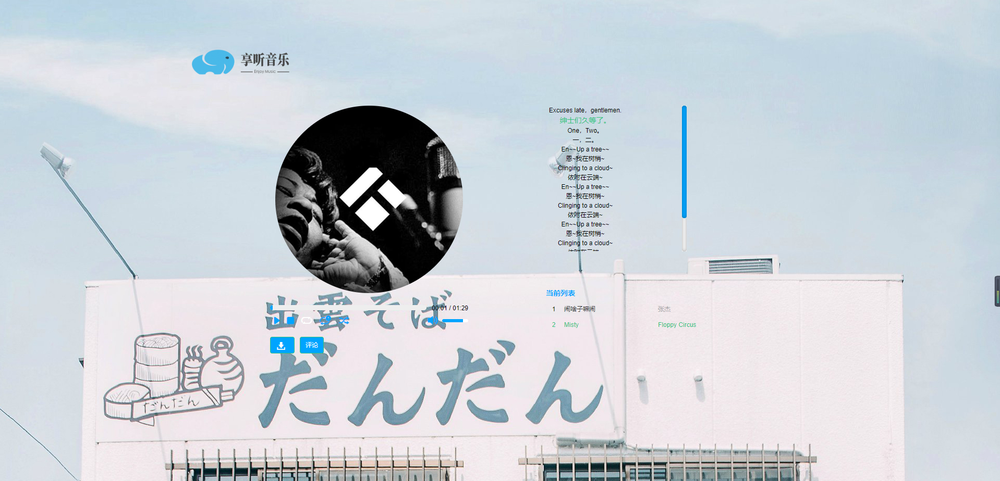 享听音乐
Enjoy Music
Excuses late，gentlemen.
绅士们久等了。
One，Two。
一，二。
En~~Up a tree~~
恩~我在树梢~
Clinging to a cloud~
依附在云端~
En~~Up a tree~~
恩~我在树梢~
Clinging to a cloud~
依附在云端~
En~~Up a tree~~
恩~我在树梢~
Clinging to a cloud~
依附在云端~
当前列表
1 闹啥子嘛闹 张杰
2 Misty Floppy Circus
00:01 / 01:29
评论
出雲そば
だんだん
だんだん